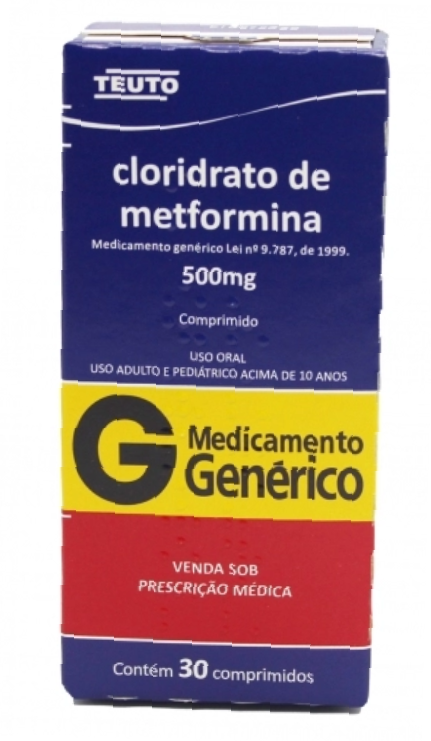 TEUTO
cloridrato de
metformina
Medicamento genérico Lei nº 9.787, de 1999.
500mg
Comprimido
USO ORAL
USO ADULTO E PEDIÁTRICO ACIMA DE 10 ANOS
G Medicamento
Genérico
VENDA SOB
PRESCRIÇÃO MÉDICA
Contém 30 comprimidos